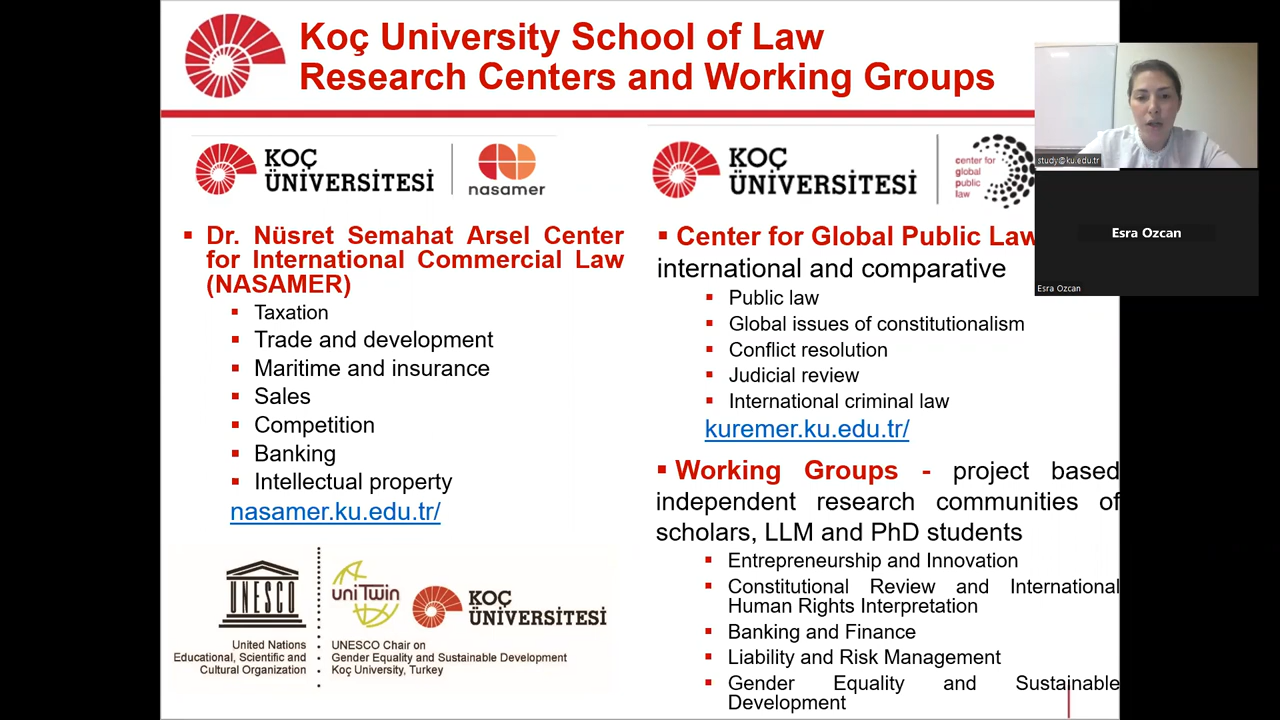 Koç University School of Law
Research Centers and Working Groups
KOÇ
ÜNİVERSİTESİ
nasamer
▪ Dr. Nüsret Semahat Arsel Center
for International Commercial Law
(NASAMER)
▪ Taxation
▪ Trade and development
▪ Maritime and insurance
▪ Sales
▪ Competition
▪ Banking
▪ Intellectual property
nasamer.ku.edu.tr/
UNESCO
United Nations
Educational, Scientific and
Cultural Organization
uniTwin
KOÇ
ÜNİVERSİTESİ
UNESCO Chair on
Gender Equality and Sustainable Development
Koç University, Turkey
KOÇ
ÜNİVERSİTESİ
center for
global
public
law
▪ Center for Global Public Law
international and comparative
▪ Public law
▪ Global issues of constitutionalism
▪ Conflict resolution
▪ Judicial review
▪ International criminal law
kuremer.ku.edu.tr/
▪ Working Groups - project based
independent research communities of
scholars, LLM and PhD students
▪ Entrepreneurship and Innovation
▪ Constitutional Review and International
Human Rights Interpretation
▪ Banking and Finance
▪ Liability and Risk Management
▪ Gender Equality and Sustainable
Development
study@ku.edu.tr
Esra Ozcan
Esra Ozcan